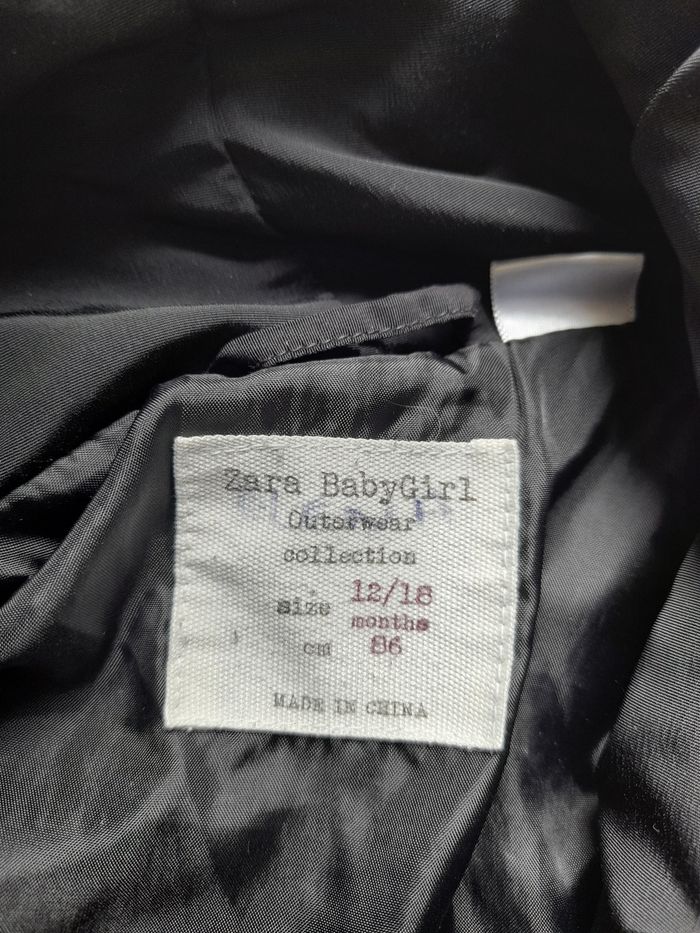 Zara BabyGirl
Outerwear
collection
size 12/18
months
cm 86
MADE IN CHINA